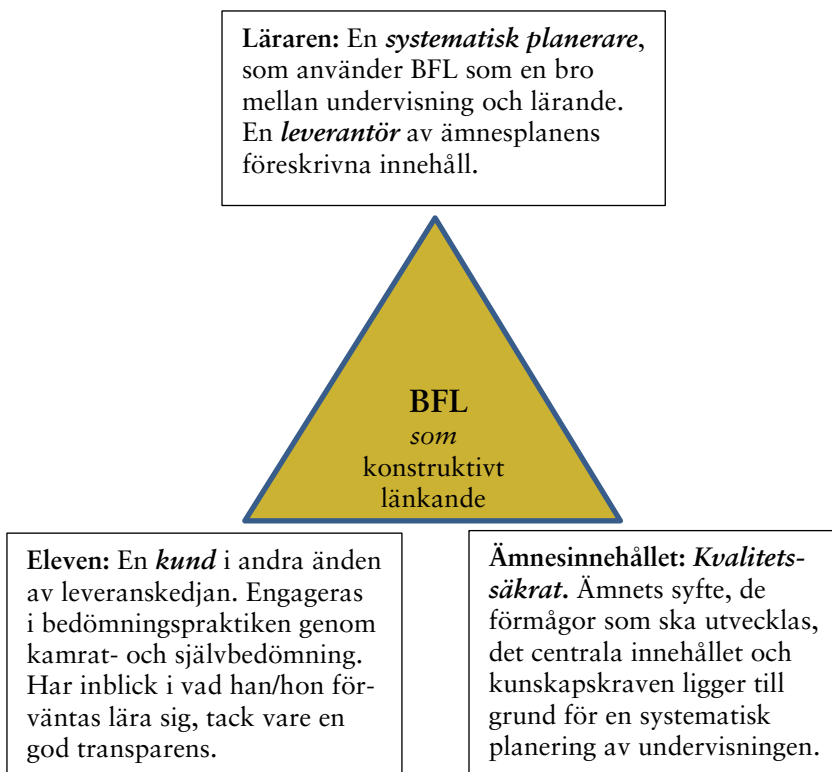 Läraren: En systematisk planerare,
som använder BFL som en bro
mellan undervisning och lärande.
En leverantör av ämnesplanens
föreskrivna innehåll.
BFL
som
konstruktivt
länkande
Eleven: En kund i andra änden
av leveranskedjan. Engageras
i bedömningspraktiken genom
kamrat- och självbedömning.
Har inblick i vad han/hon för-
väntas lära sig, tack vare en
god transparens.
Ämnesinnehållet: Kvalitets-
säkrat. Ämnets syfte, de
förmågor som ska utvecklas,
det centrala innehållet och
kunskapskraven ligger till
grund för en systematisk
planering av undervisningen.